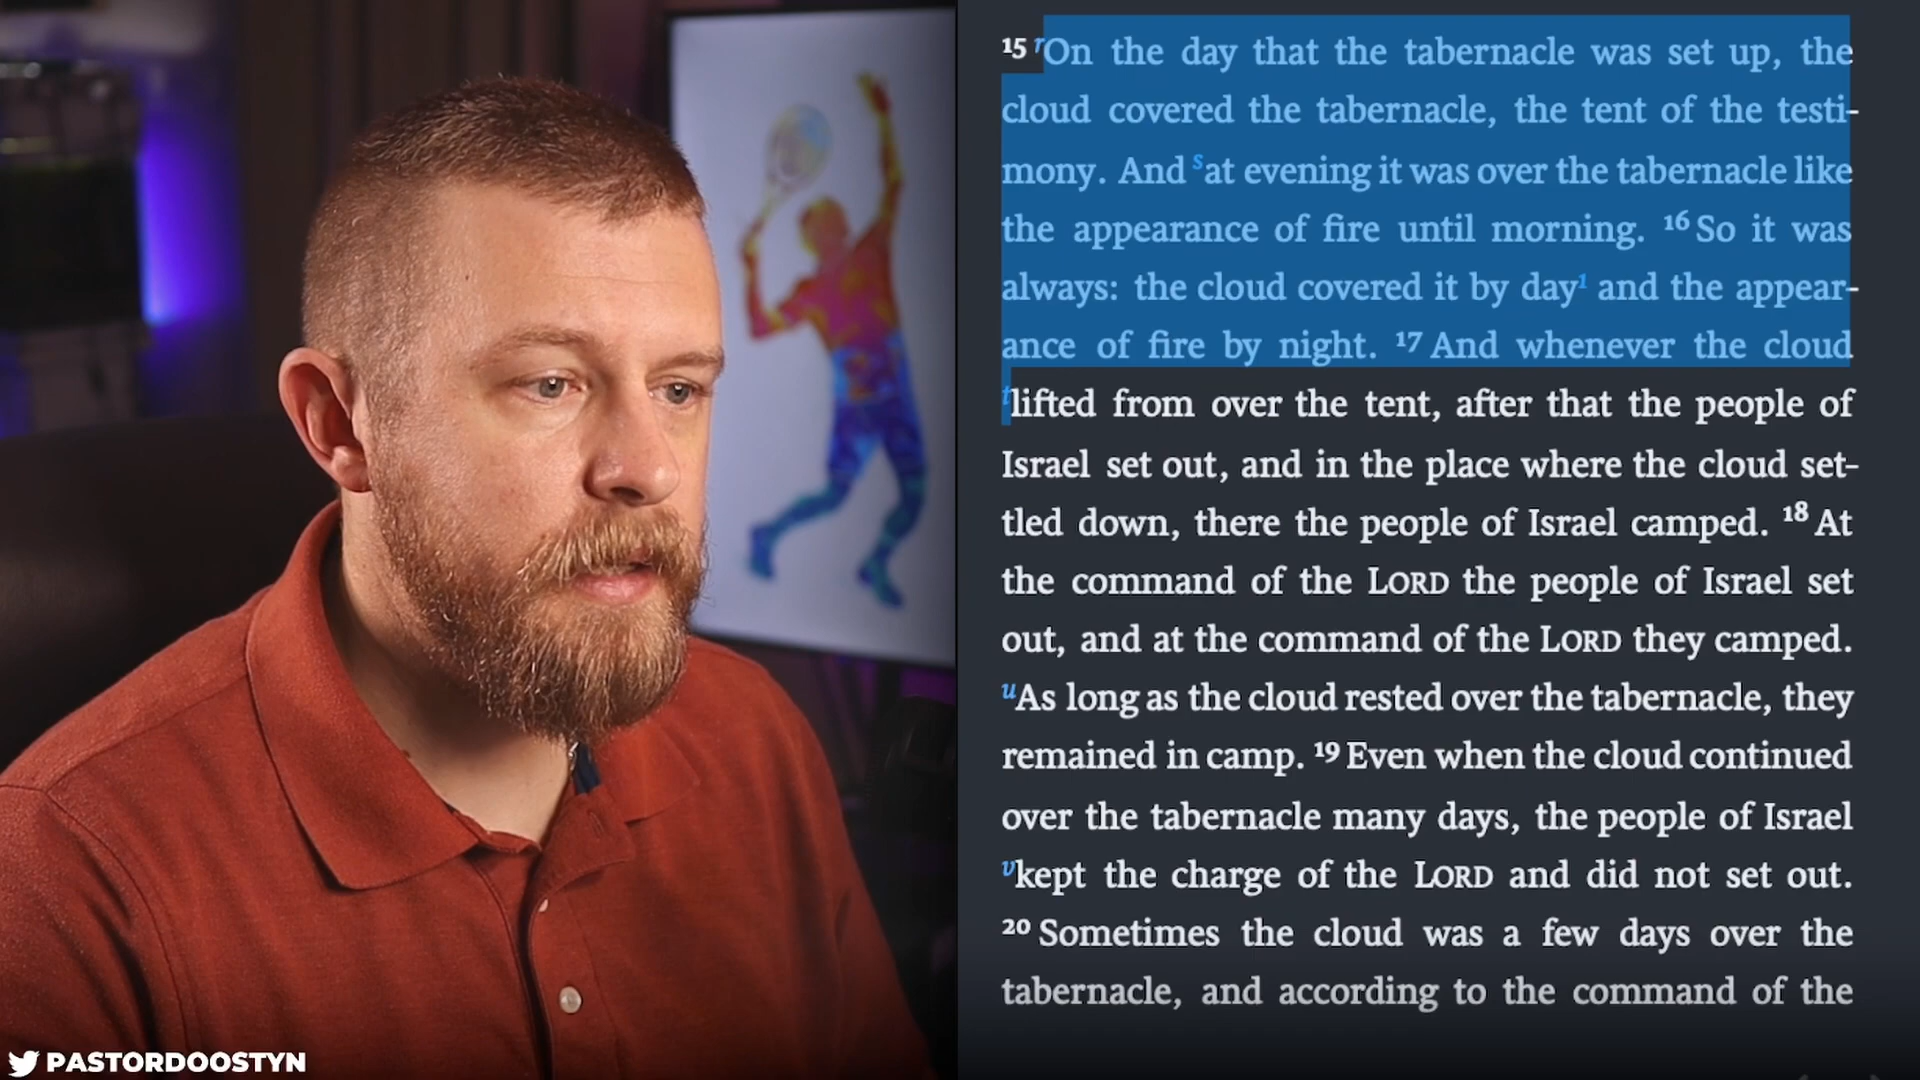 15 rOn the day that the tabernacle was set up, the
cloud covered the tabernacle, the tent of the testi-
mony. And sat evening it was over the tabernacle like
the appearance of fire until morning. 16 So it was
always: the cloud covered it by day1 and the appear-
ance of fire by night. 17 And whenever the cloud
tlifted from over the tent, after that the people of
Israel set out, and in the place where the cloud set-
tled down, there the people of Israel camped. 18 At
the command of the LORD the people of Israel set
out, and at the command of the LORD they camped.
uAs long as the cloud rested over the tabernacle, they
remained in camp. 19 Even when the cloud continued
over the tabernacle many days, the people of Israel
vkept the charge of the LORD and did not set out.
20 Sometimes the cloud was a few days over the
tabernacle, and according to the command of the
PASTORDOOSTYN